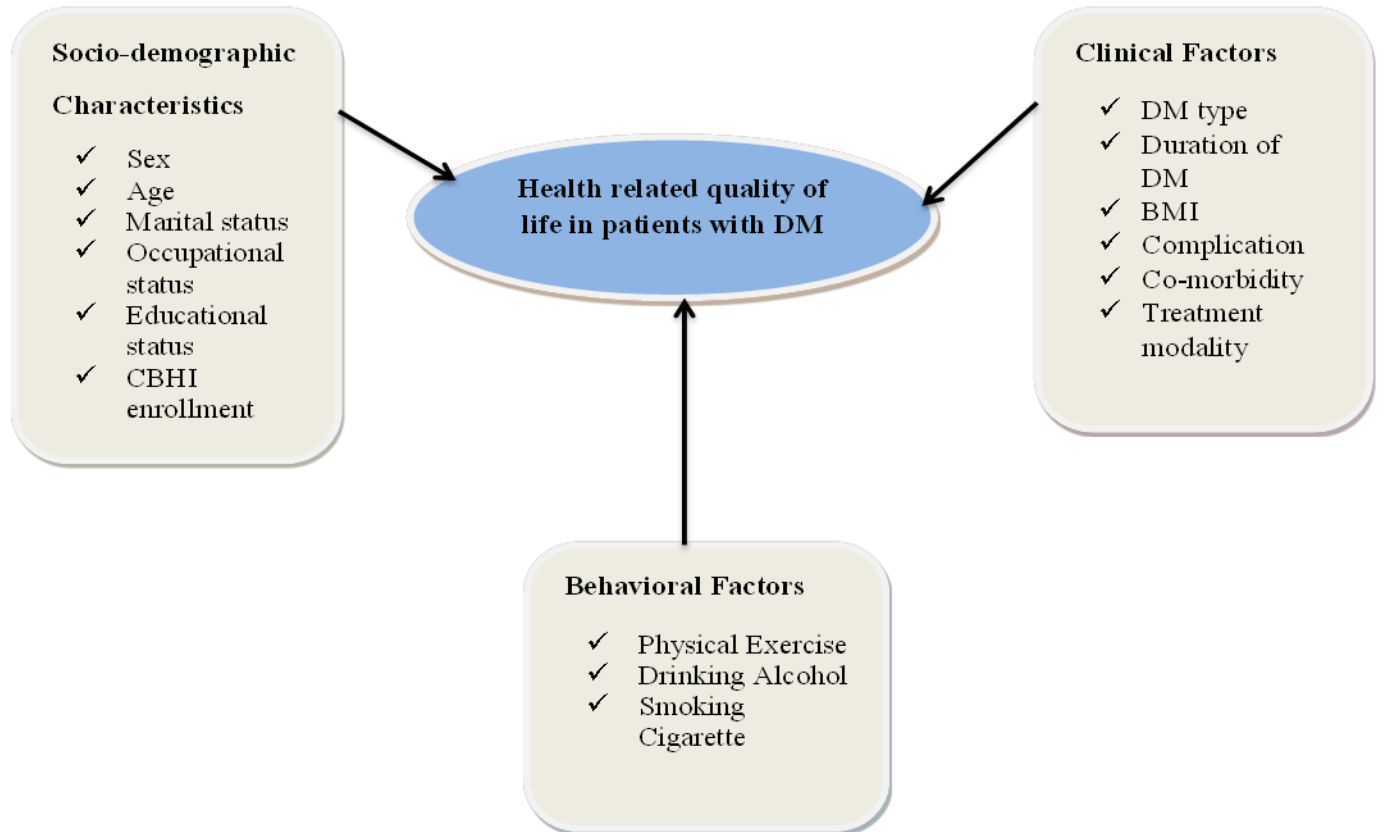 Socio-demographic
Characteristics
✓ Sex
✓ Age
✓ Marital status
✓ Occupational
status
✓ Educational
status
✓ CBHI
enrollment
Health related quality of
life in patients with DM
Clinical Factors
✓ DM type
✓ Duration of
DM
✓ BMI
✓ Complication
✓ Co-morbidity
✓ Treatment
modality
Behavioral Factors
✓ Physical Exercise
✓ Drinking Alcohol
✓ Smoking
Cigarette